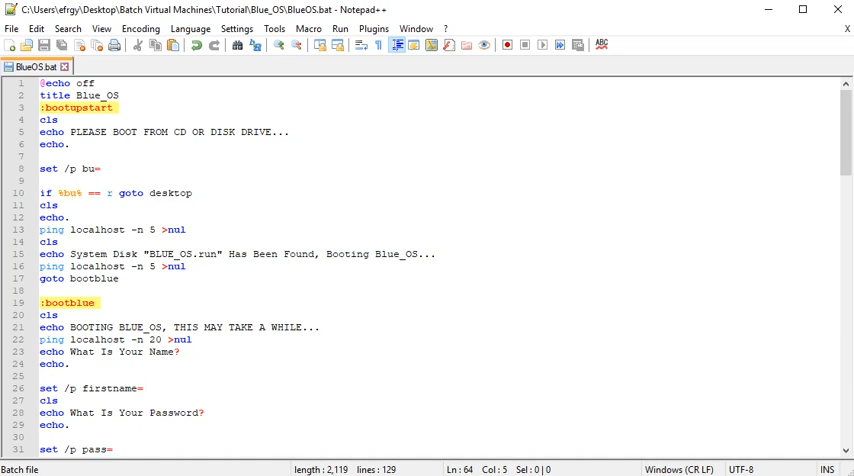 C:\Users\efrgy\Desktop\Batch Virtual Machines\Tutorial\Blue_OS\BlueOS.bat - Notepad++
File Edit Search View Encoding Language Settings Tools Macro Run Plugins Window ? X
ABC
BlueOS.bat
1 @echo off
2 title Blue_OS
3 :bootupstart
4 cls
5 echo PLEASE BOOT FROM CD OR DISK DRIVE...
6 echo.
7
8 set /p bu=
9
10 if %bu% == r goto desktop
11 cls
12 echo.
13 ping localhost -n 5 >nul
14 cls
15 echo System Disk "BLUE_OS.run" Has Been Found, Booting Blue_OS...
16 ping localhost -n 5 >nul
17 goto bootblue
18
19 :bootblue
20 cls
21 echo BOOTING BLUE_OS, THIS MAY TAKE A WHILE...
22 ping localhost -n 20 >nul
23 echo What Is Your Name?
24 echo.
25
26 set /p firstname=
27 cls
28 echo What Is Your Password?
29 echo.
30
31 set /p pass=
Batch file length : 2,119 lines : 129 Ln : 64 Col : 5 Sel : 0 | 0 Windows (CR LF) UTF-8 INS